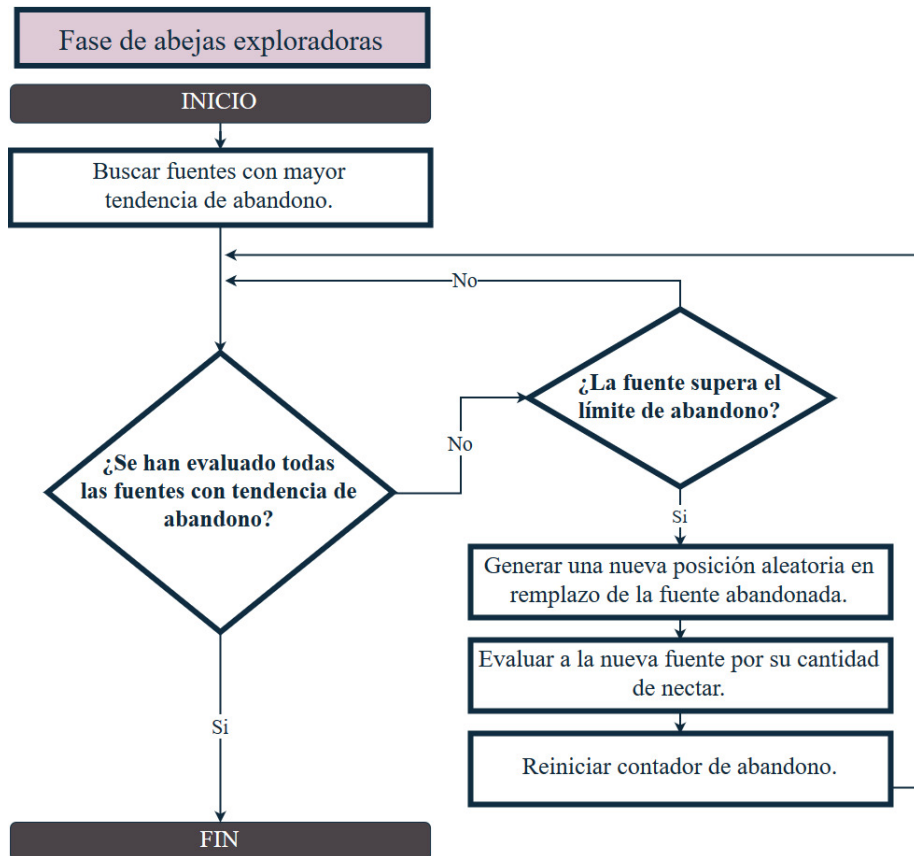 Fase de abejas exploradoras
INICIO
Buscar fuentes con mayor
tendencia de abandono.
No
¿La fuente supera el
límite de abandono?
No
¿Se han evaluado todas
las fuentes con tendencia de
abandono?
Si
Generar una nueva posición aleatoria en
remplazo de la fuente abandonada.
Evaluar a la nueva fuente por su cantidad
de nectar.
Si
Reiniciar contador de abandono.
FIN